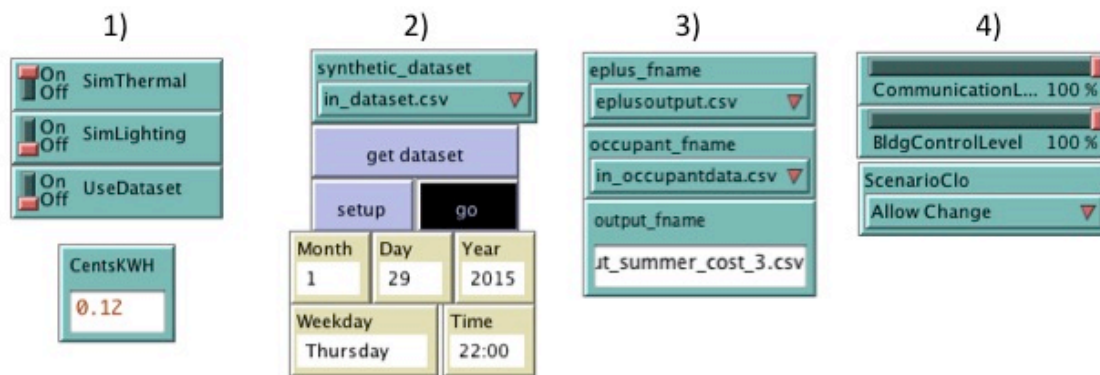 1)
On
Off
SimThermal
On
Off
SimLighting
On
Off
UseDataset
CentsKWH
0.12
2)
synthetic_dataset
in_dataset.csv
get dataset
setup
go
Month
1
Day
29
Year
2015
Weekday
Thursday
Time
22:00
3)
eplus_fname
eplusoutput.csv
occupant_fname
in_occupantdata.csv
output_fname
ut_summer_cost_3.csv
4)
CommunicationL... 100 %
BldgControlLevel 100 %
ScenarioClo
Allow Change